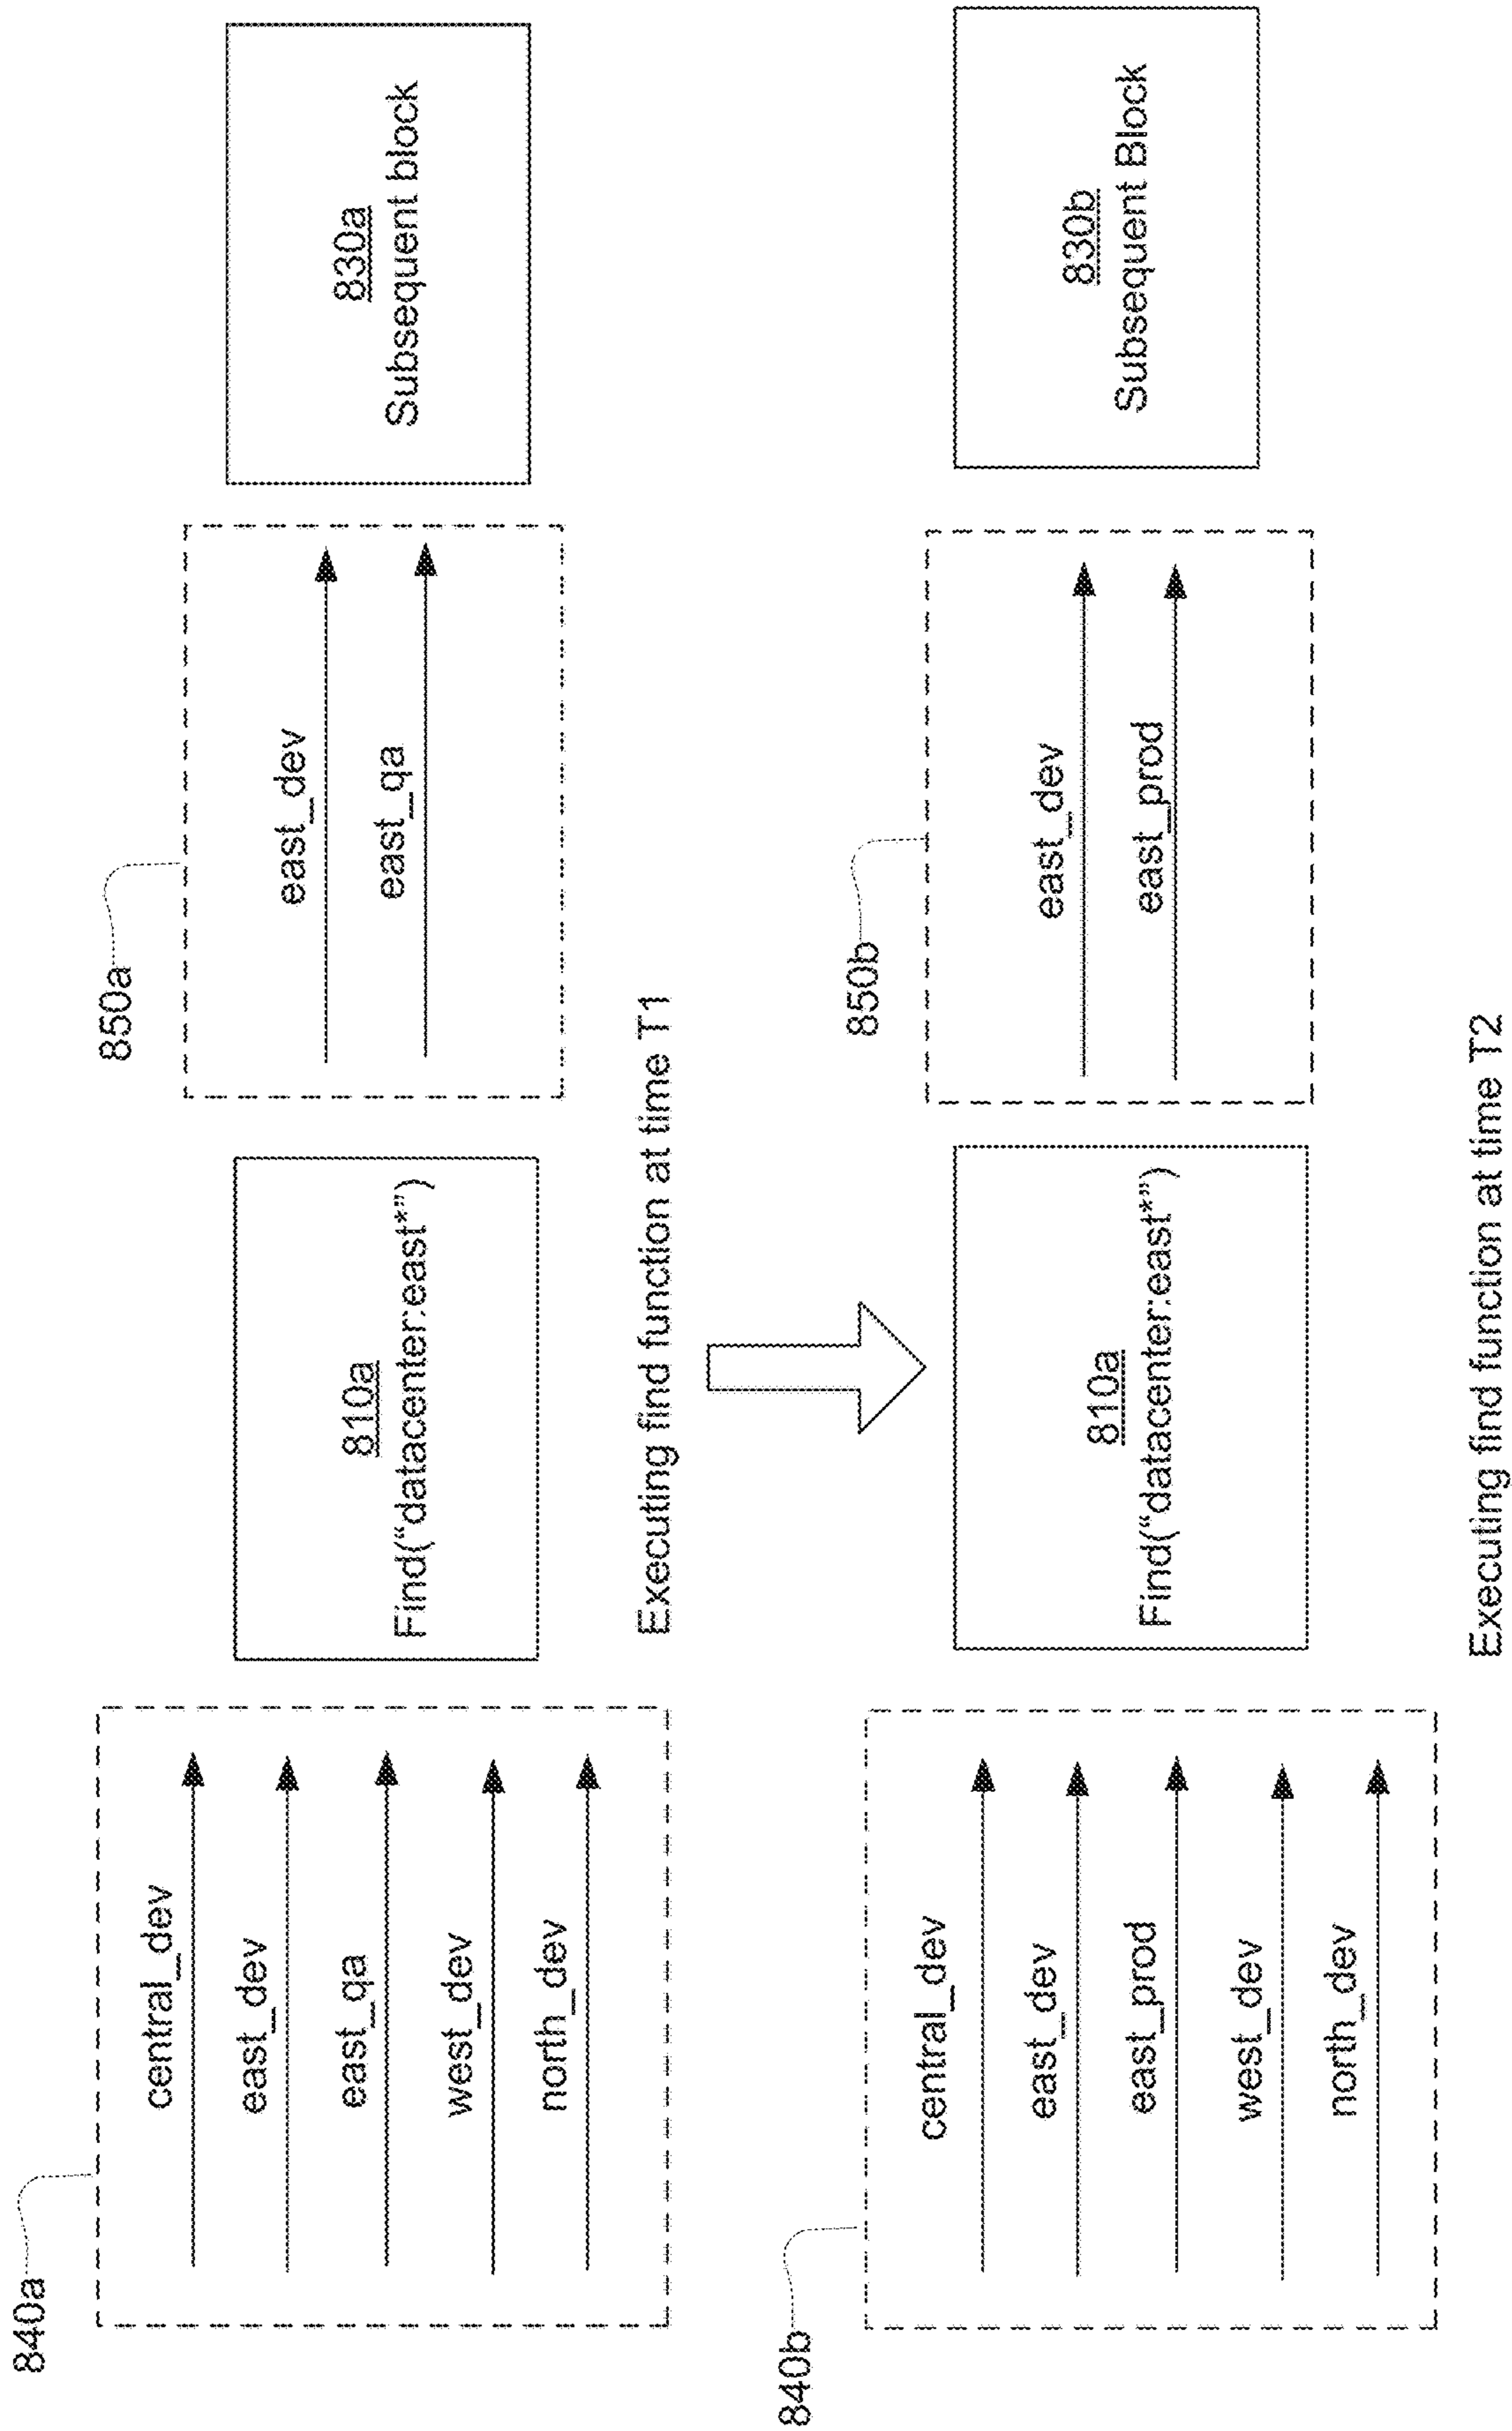 840a
central_dev
east_dev
east_qa
west_dev
north_dev
810a
Find(“datacenter:east*”)
850a
east_dev
east_qa
830a
Subsequent block
Executing find function at time T1
840b
central_dev
east_dev
east_prod
west_dev
north_dev
810a
Find(“datacenter:east*”)
850b
east_dev
east_prod
830b
Subsequent Block
Executing find function at time T2